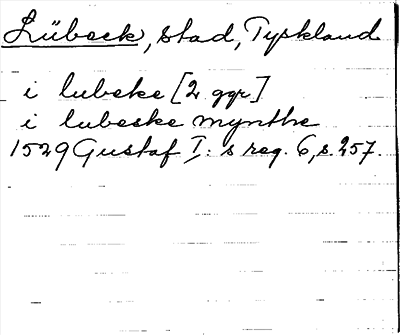 Lübeck, stad, Tyskland
i lubeke [2 ggr]
i lubeske mynthe
1529 Gustaf I:s reg. 6, s. 257.